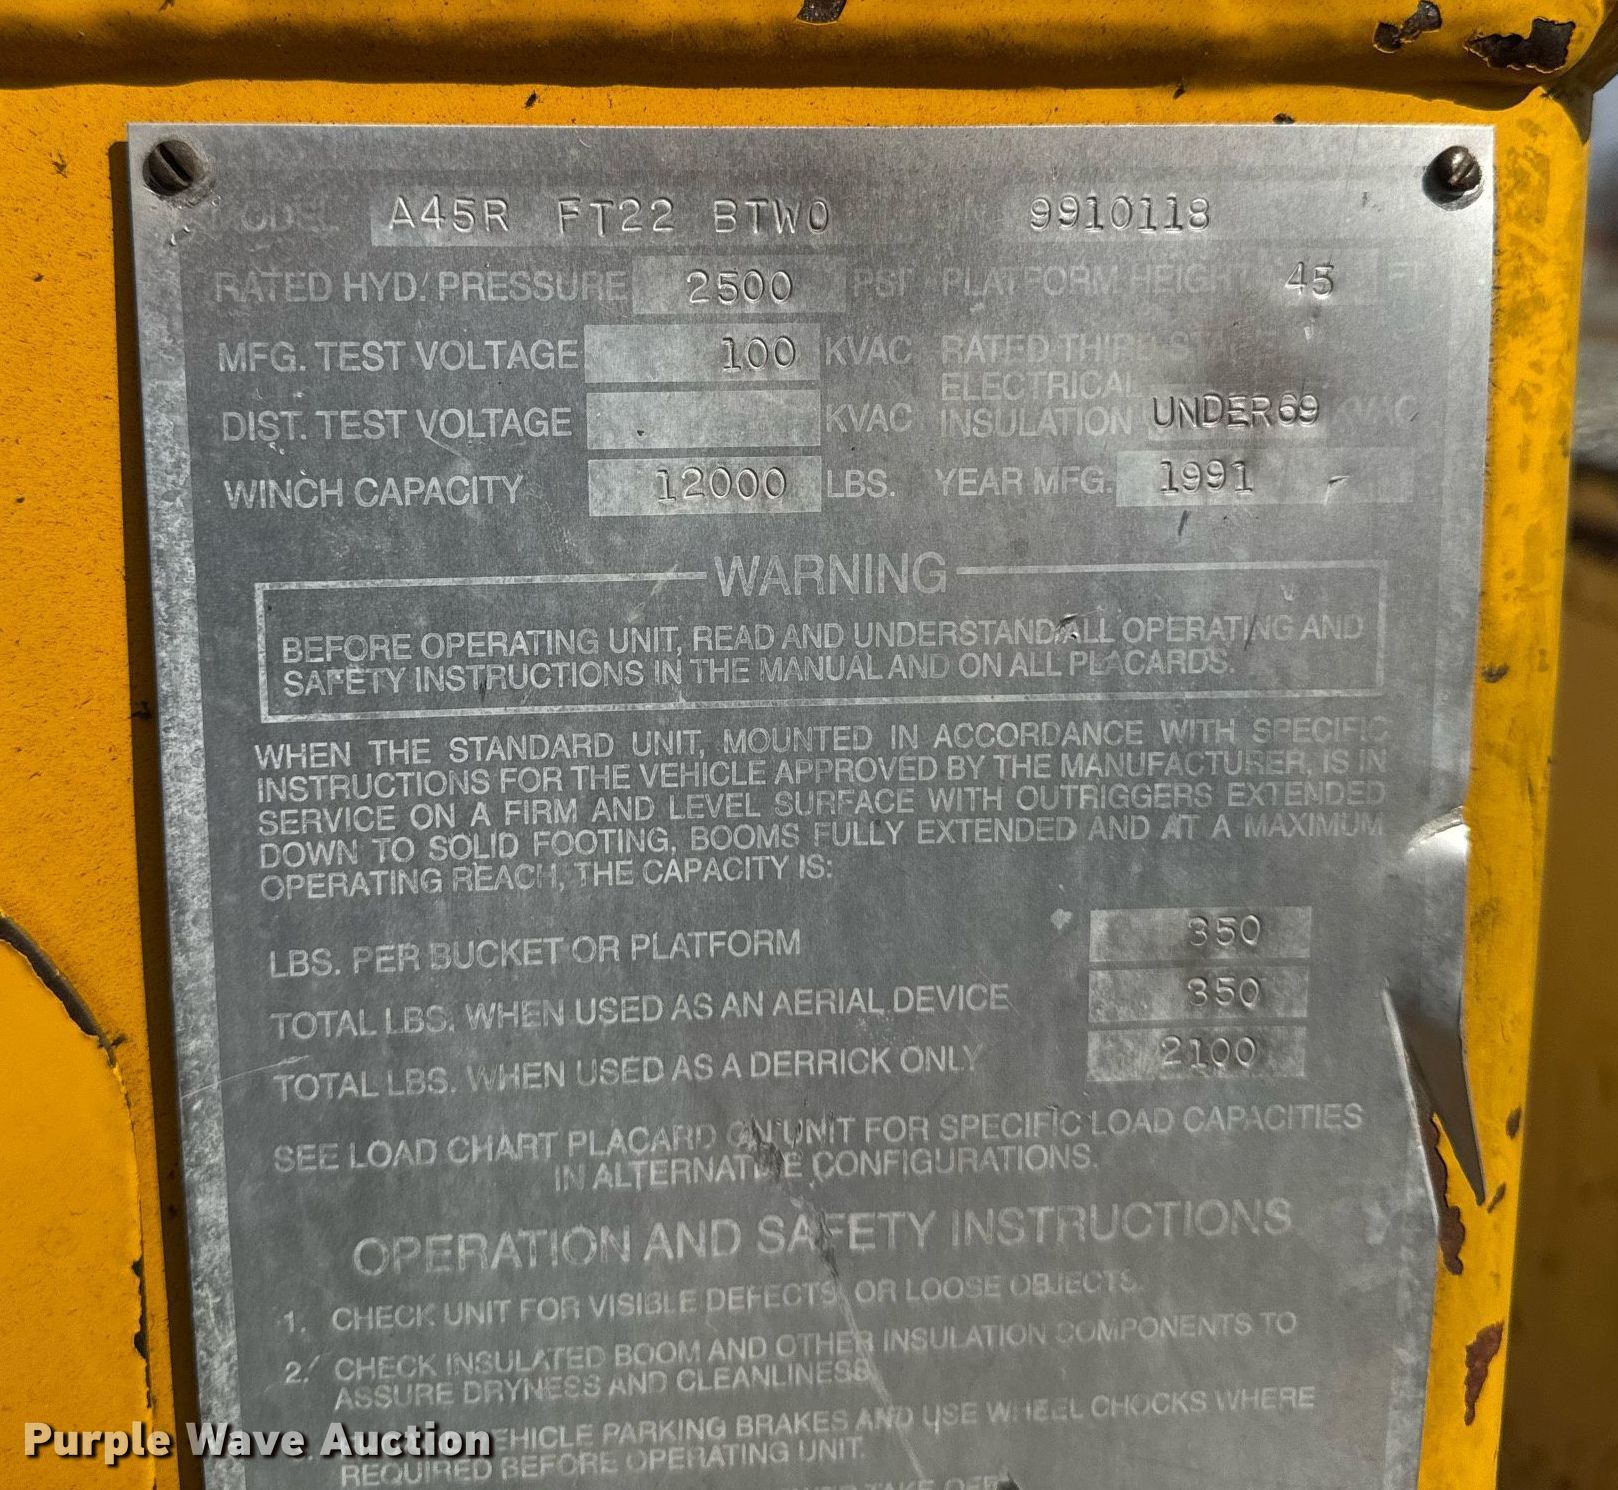 MODEL A45R FT22 BTWO 9910118
RATED HYD. PRESSURE 2500 PSI PLATFORM HEIGHT 45
MFG. TEST VOLTAGE 100 KVAC RATED THIRD
ELECTRICAL
DIST. TEST VOLTAGE KVAC INSULATION UNDER69 KVAC
WINCH CAPACITY 12000 LBS. YEAR MFG. 1991
WARNING
BEFORE OPERATING UNIT, READ AND UNDERSTAND ALL OPERATING AND
SAFETY INSTRUCTIONS IN THE MANUAL AND ON ALL PLACARDS.
WHEN THE STANDARD UNIT, MOUNTED IN ACCORDANCE WITH SPECIFIC
INSTRUCTIONS FOR THE VEHICLE APPROVED BY THE MANUFACTURER, IS IN
SERVICE ON A FIRM AND LEVEL SURFACE WITH OUTRIGGERS EXTENDED
DOWN TO SOLID FOOTING, BOOMS FULLY EXTENDED AND AT A MAXIMUM
OPERATING REACH, THE CAPACITY IS:
LBS. PER BUCKET OR PLATFORM 350
TOTAL LBS. WHEN USED AS AN AERIAL DEVICE 350
TOTAL LBS. WHEN USED AS A DERRICK ONLY 2100
SEE LOAD CHART PLACARD ON UNIT FOR SPECIFIC LOAD CAPACITIES
IN ALTERNATIVE CONFIGURATIONS.
OPERATION AND SAFETY INSTRUCTIONS
1. CHECK UNIT FOR VISIBLE DEFECTS OR LOOSE OBJECTS.
2. CHECK INSULATED BOOM AND OTHER INSULATION COMPONENTS TO
ASSURE DRYNESS AND CLEANLINESS
VEHICLE PARKING BRAKES AND USE WHEEL CHOCKS WHERE
REQUIRED BEFORE OPERATING UNIT.
TAKE OFF
Purple Wave Auction